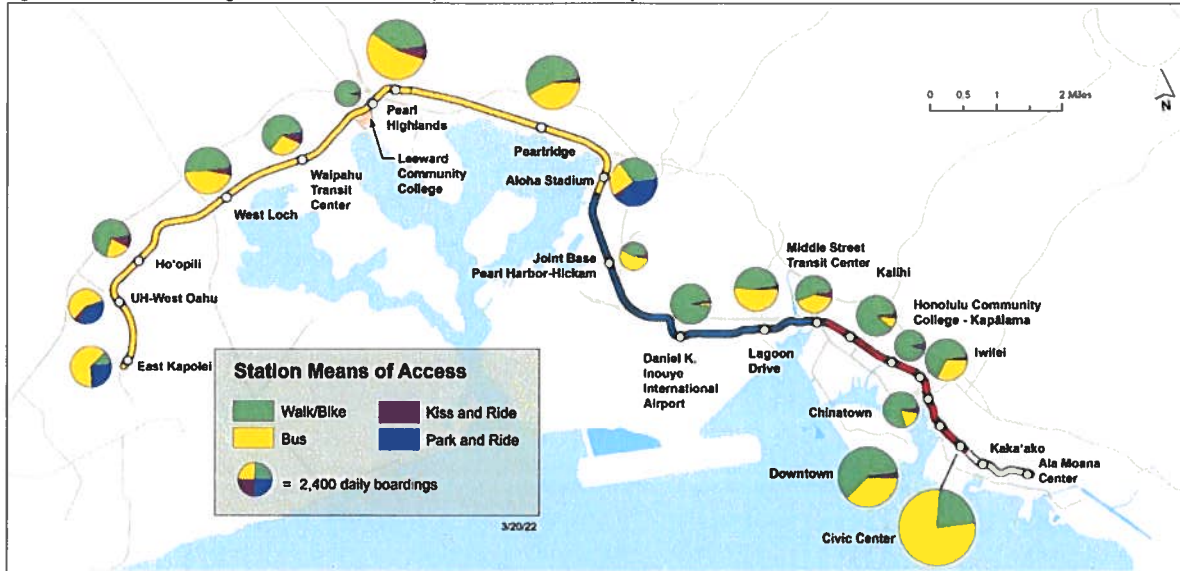 0 0.5 1 2 Miles
N
Pearl
Highlands
Leeward
Community
College
Pearlridge
Aloha Stadium
Waipahu
Transit
Center
West Loch
Ho'opili
UH-West Oahu
East Kapolei
Joint Base
Pearl Harbor-Hickam
Daniel K.
Inouye
International
Airport
Lagoon
Drive
Middle Street
Transit Center
Kalihi
Honolulu Community
College - Kapālama
Iwilei
Chinatown
Downtown
Civic Center
Kaka'ako
Ala Moana
Center
Station Means of Access
Walk/Bike
Kiss and Ride
Bus
Park and Ride
= 2,400 daily boardings
3/20/22